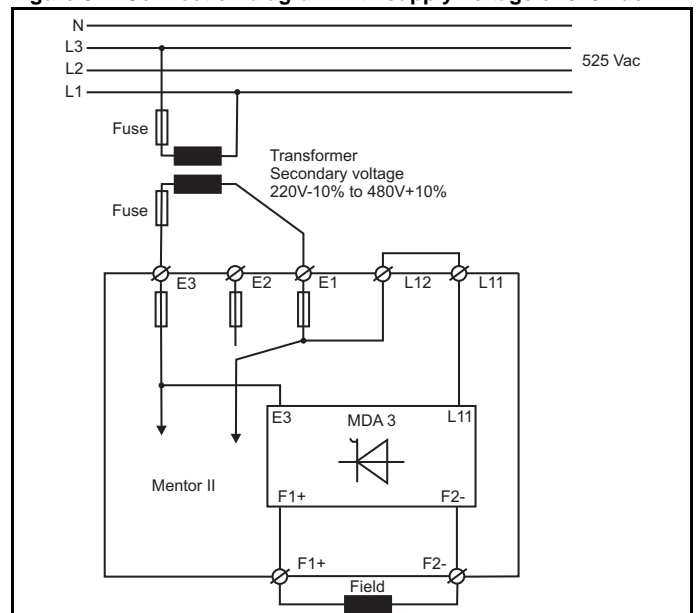 N
L3
L2
L1
525 Vac
Fuse
Transformer
Secondary voltage
220V-10% to 480V+10%
Fuse
E3
E2
E1
L12
L11
E3
MDA 3
L11
Mentor II
F1+
F2-
F1+
F2-
Field